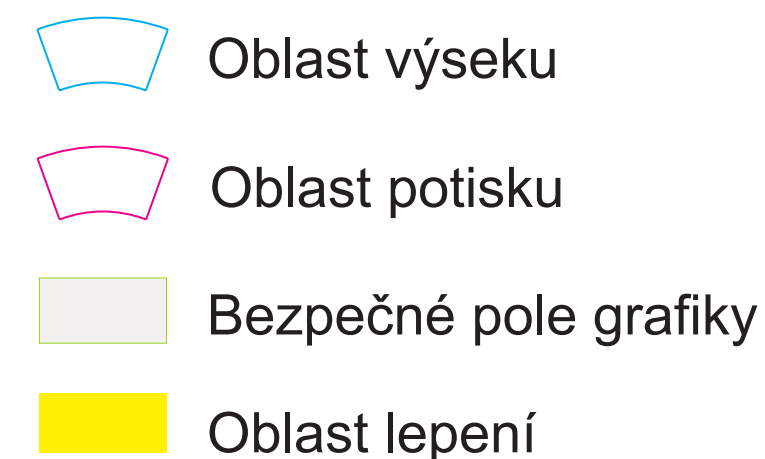 Oblast výseku
Oblast potisku
Bezpečné pole grafiky
Oblast lepení